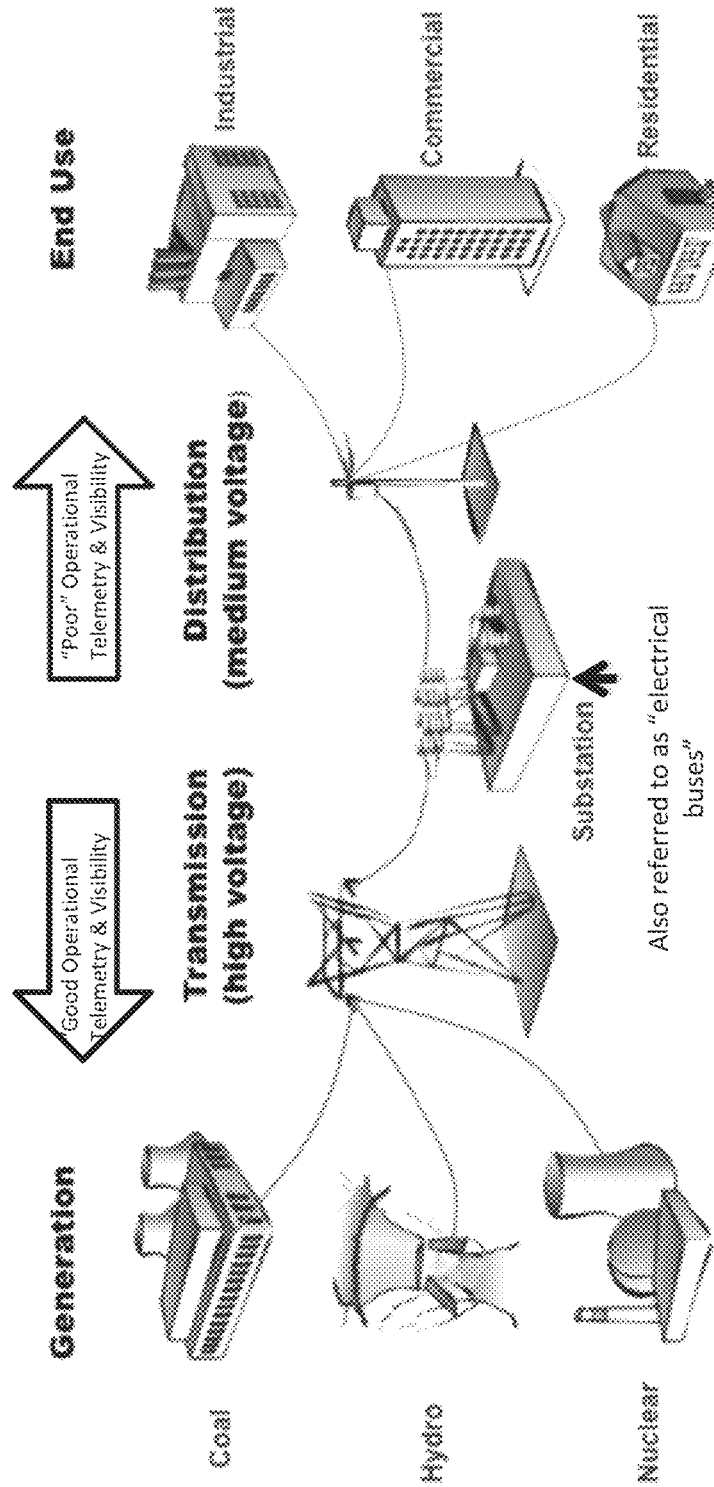 "Good Operational
Telemetry & Visibility
"Poor" Operational
Telemetry & Visibility
Generation
Transmission
(high voltage)
Distribution
(medium voltage)
End Use
Coal
Hydro
Nuclear
Substation
Also referred to as "electrical
buses"
Industrial
Commercial
Residential